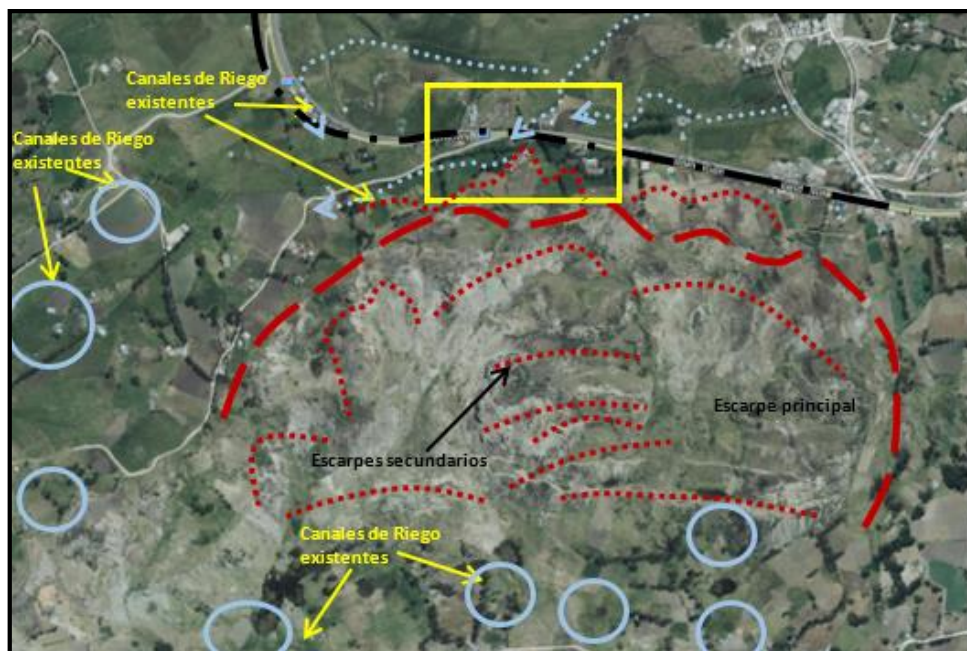 Canales de Riego
existentes
Canales de Riego
existentes
Escarpe principal
Escarpes secundarios
Canales de Riego
existentes